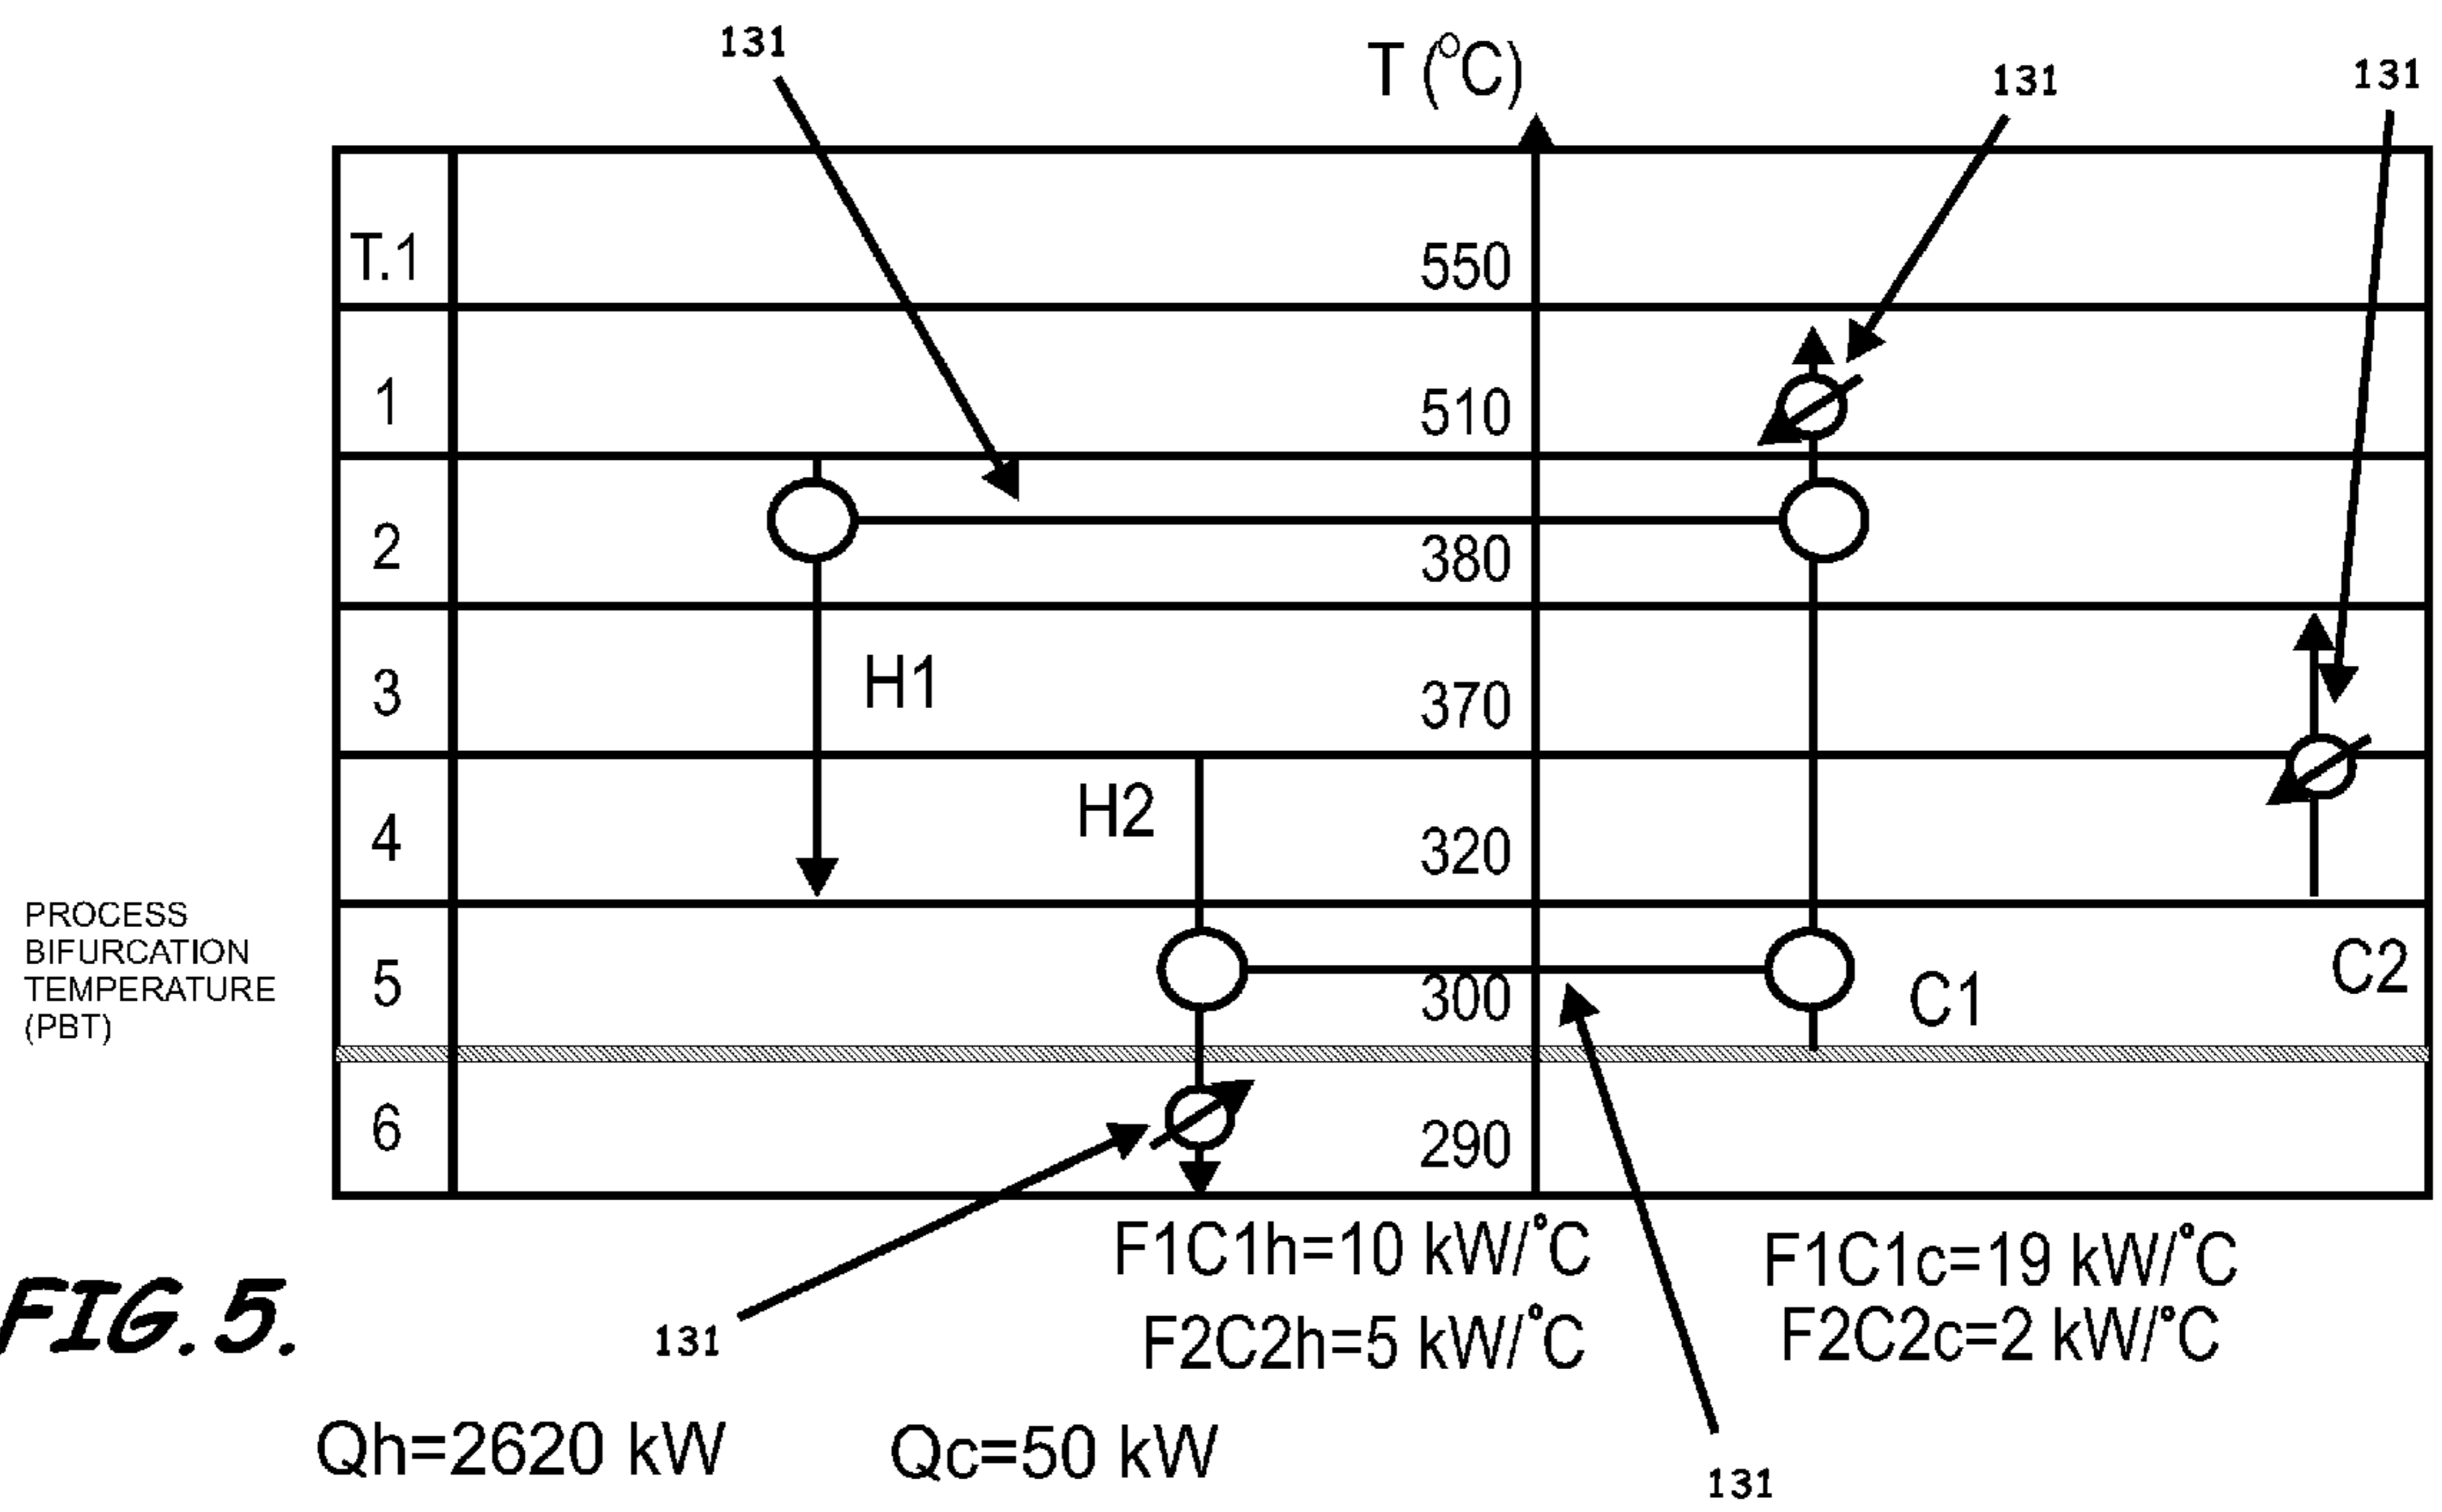 131
T (°C)
131
131
T.1
550
1
510
2
380
3
H1
370
4
H2
320
PROCESS
BIFURCATION
TEMPERATURE
(PBT)
5
300
C1
C2
6
290
F1C1h=10 kW/°C
F1C1c=19 kW/°C
F2C2h=5 kW/°C
F2C2c=2 kW/°C
131
FIG. 5.
Qh=2620 kW
Qc=50 kW
131